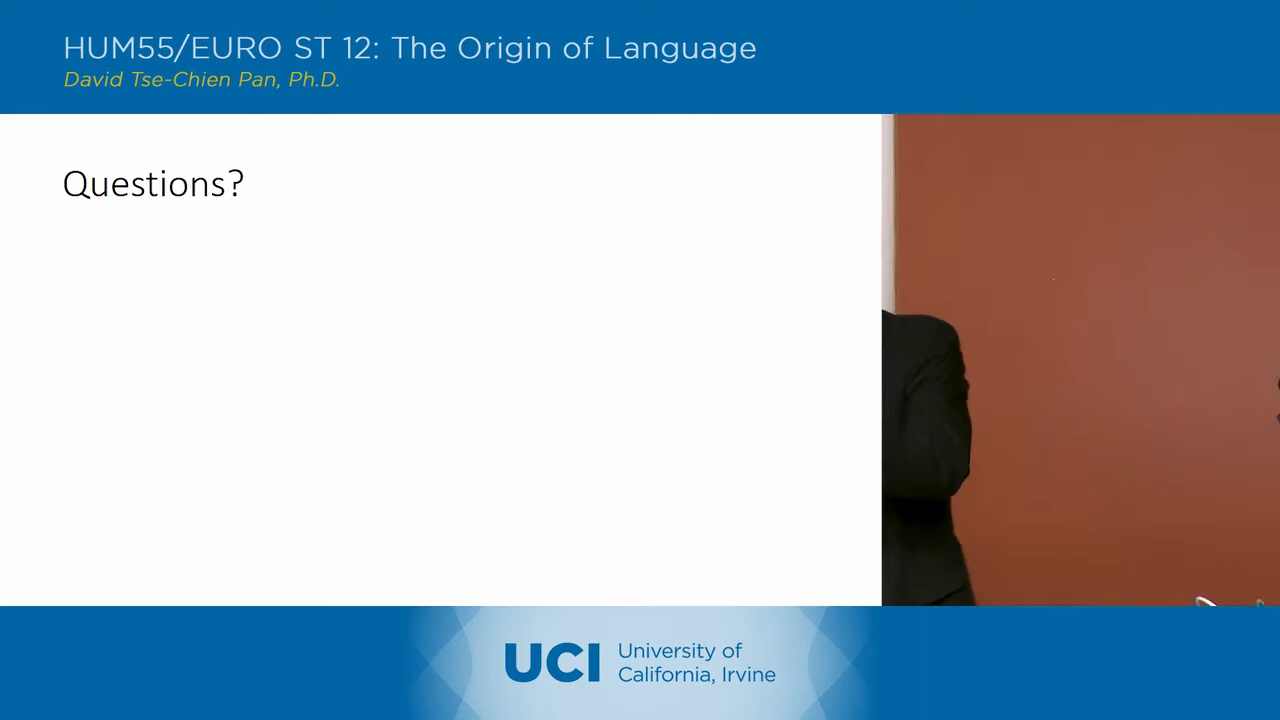 HUM55/EURO ST 12: The Origin of Language
David Tse-Chien Pan, Ph.D.
Questions?
UCI University of
California, Irvine